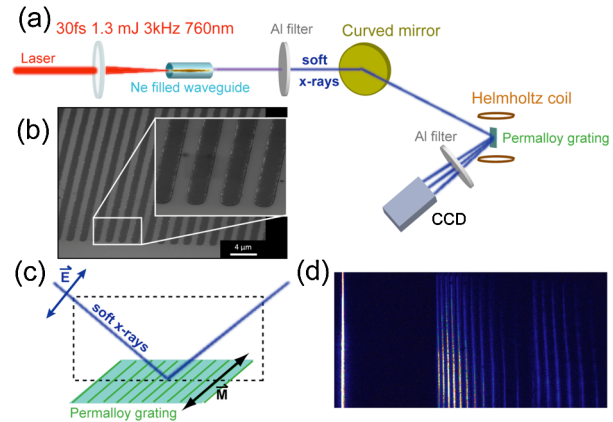 (a)
30fs 1.3 mJ 3kHz 760nm
Al filter
Curved mirror
Laser
soft
x-rays
Ne filled waveguide
Helmholtz coil
Al filter
Permalloy grating
CCD
(b)
4 μm
(c)
E
soft x-rays
M
Permalloy grating
(d)